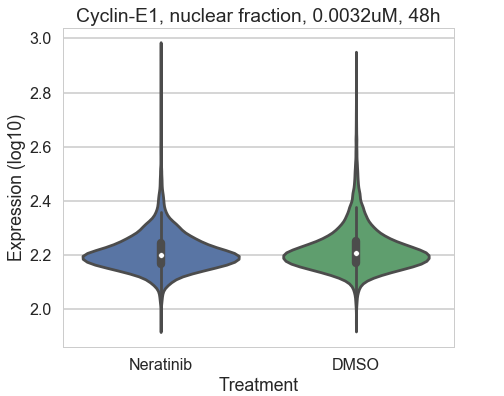 Cyclin-E1, nuclear fraction, 0.0032uM, 48h
3.0
2.8
2.6
2.4
2.2
2.0
Expression (log10)
Neratinib
DMSO
Treatment